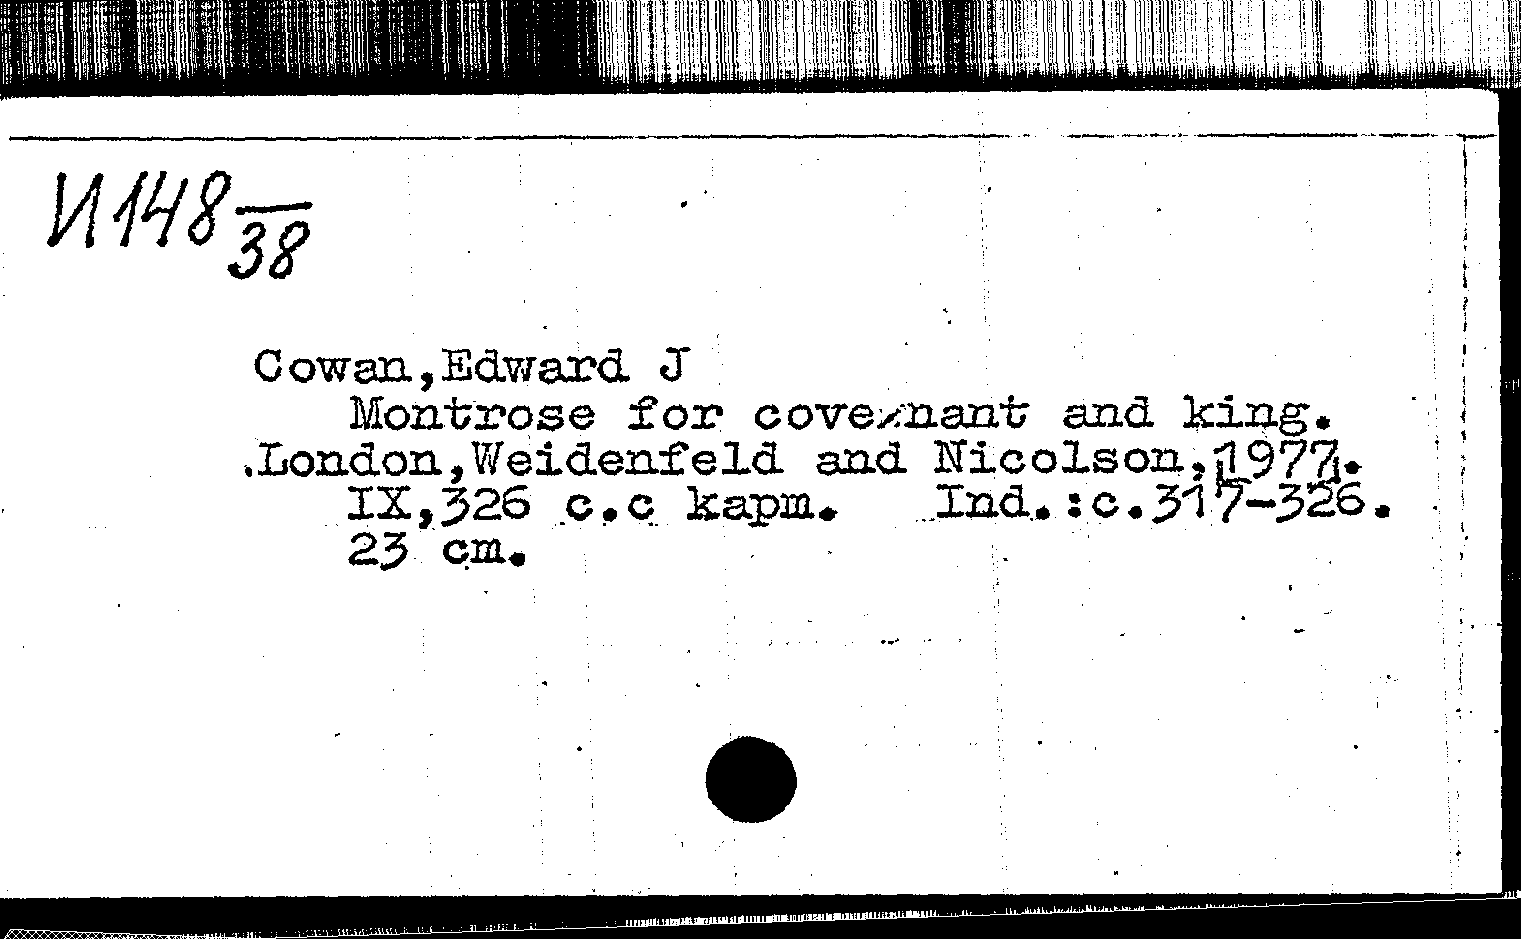 И148/38
Cowan,Edward J
Montrose for covenant and king.
.London,Weidenfeld and Nicolson,1977.
IX,326 c.c kapm. Ind.:c.317-326.
23 cm.